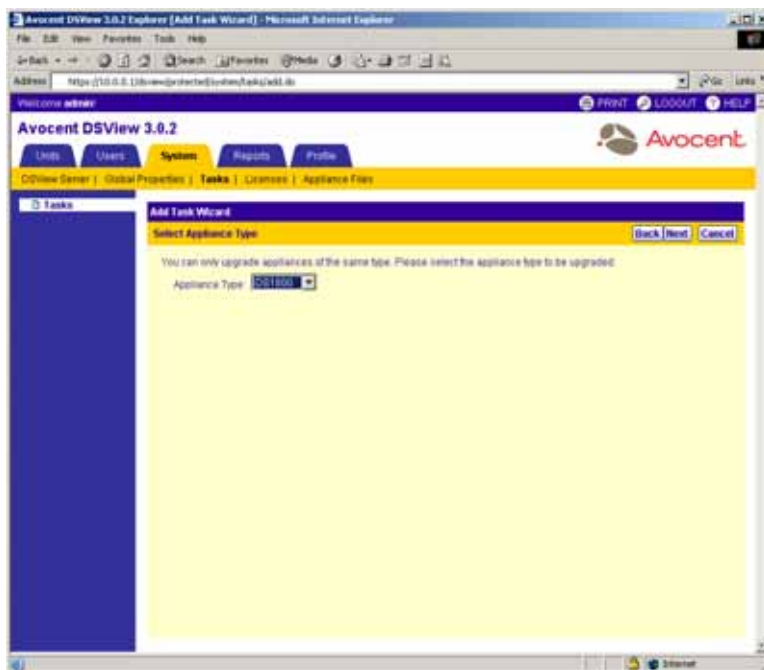 Avocent DSView 3.0.2 Explorer [Add Task Wizard] - Microsoft Internet Explorer
File Edit View Favorites Tools Help
Back Search Favorites Media
Address Go Links
Welcome admin PRINT LOGOUT HELP
Avocent DSView 3.0.2
Avocent
Units Users System Reports Profile
DSView Server | Global Properties | Tasks | Licenses | Appliance Files
Tasks
Add Task Wizard
Select Appliance Type Back Next Cancel
You can only upgrade appliances of the same type. Please select the appliance type to be upgraded.
Appliance Type: DS1800
Internet